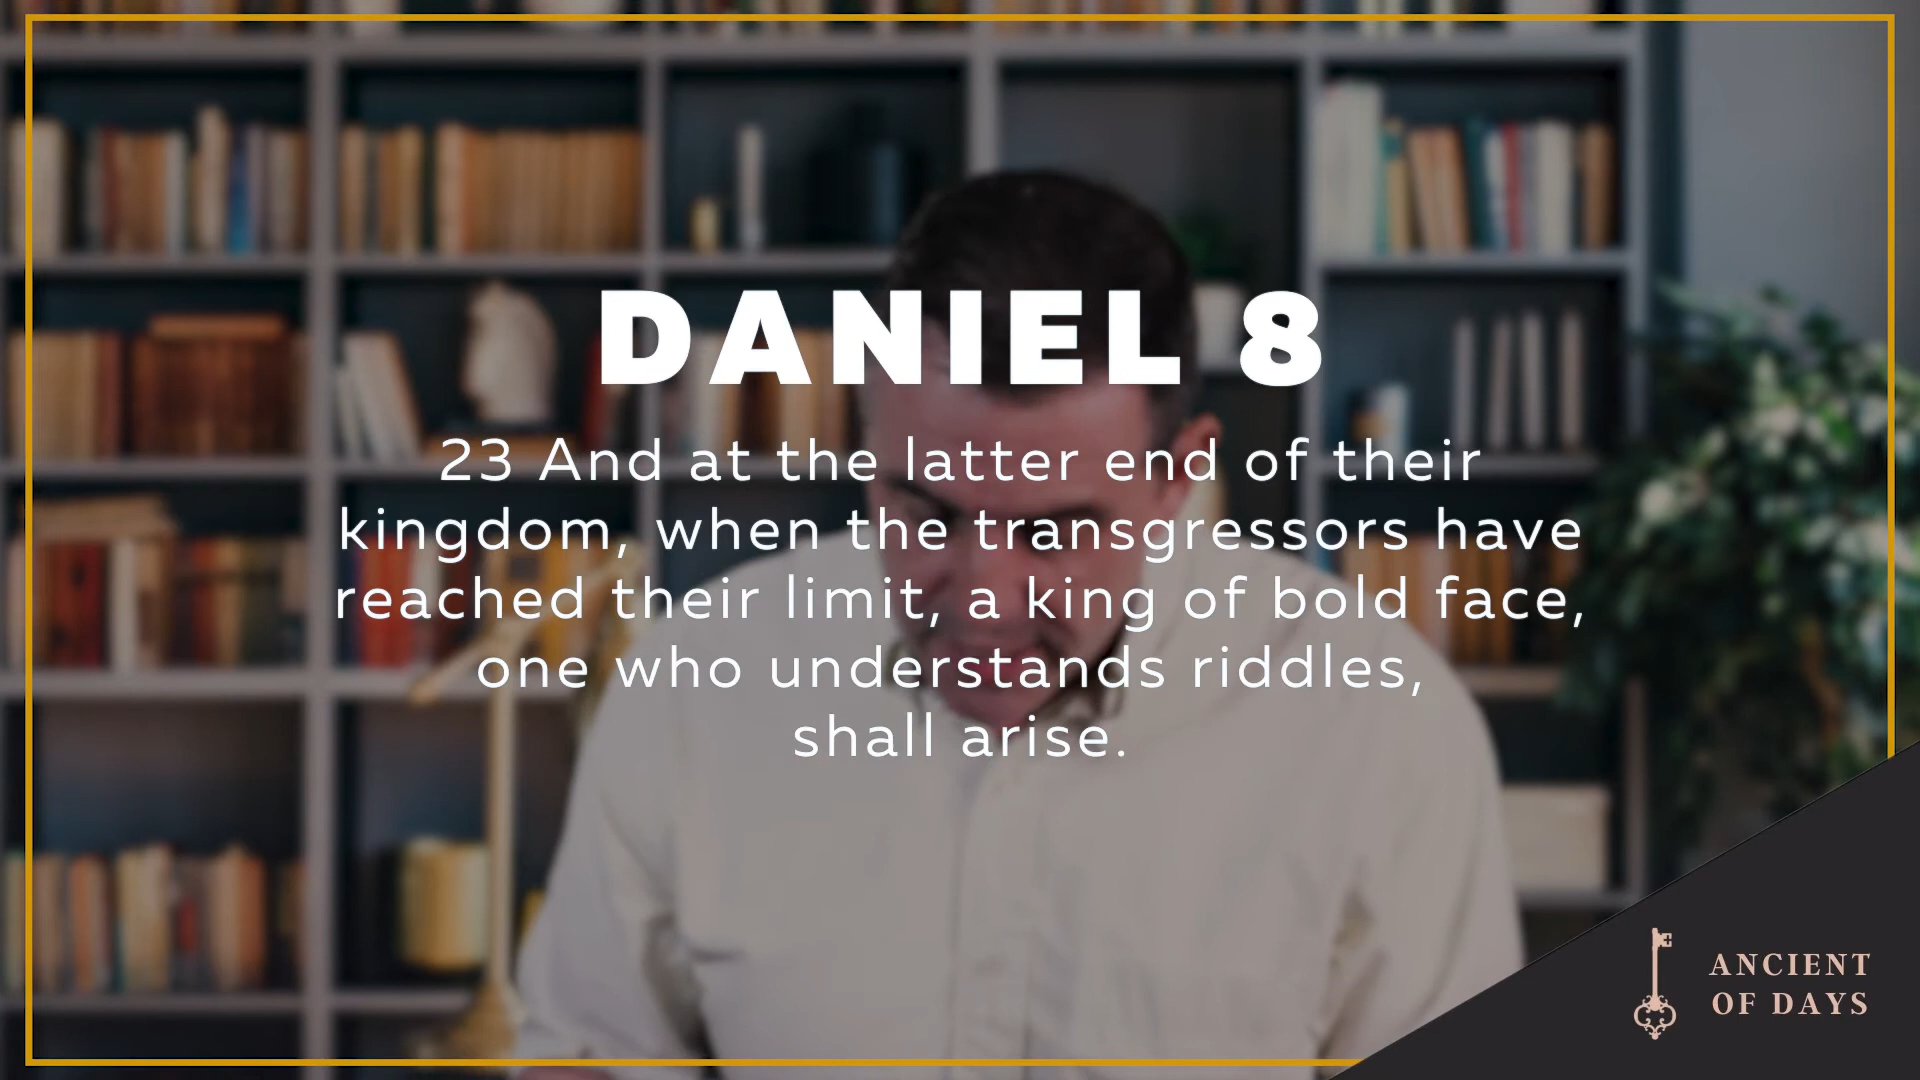 DANIEL 8
23 And at the latter end of their
kingdom, when the transgressors have
reached their limit, a king of bold face,
one who understands riddles,
shall arise.
ANCIENT
OF DAYS